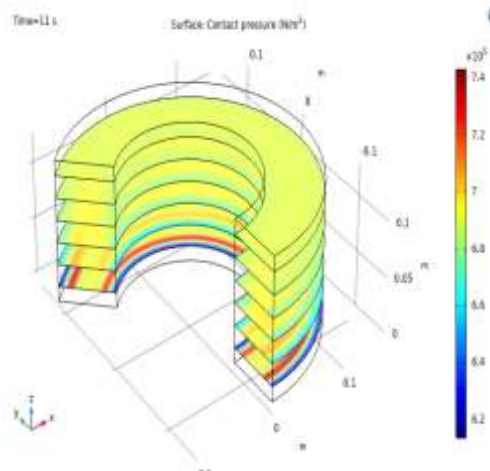 Time=11 s
Surface: Contact pressure (N/m²)
0.1
m
0
-0.1
0.1
0.05
m
0
0.1
0
m
×10⁵
7.4
7.2
7
6.8
6.6
6.4
6.2
y
z
x